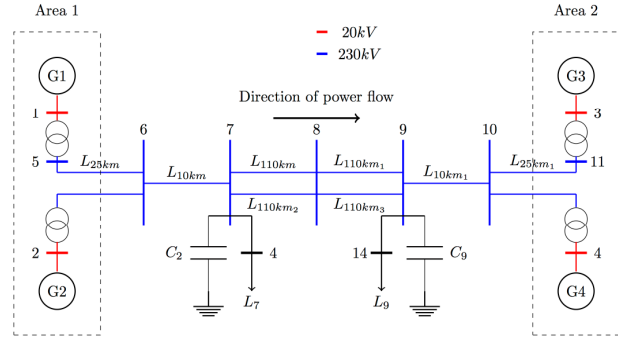 Area 1
Area 2
20kV
230kV
G1
G3
Direction of power flow
1
3
6
7
8
9
10
5
L25km
L10km
L110km
L110km1
L10km1
L25km1
11
L110km2
L110km3
2
C2
4
14
C9
4
G2
L7
L9
G4